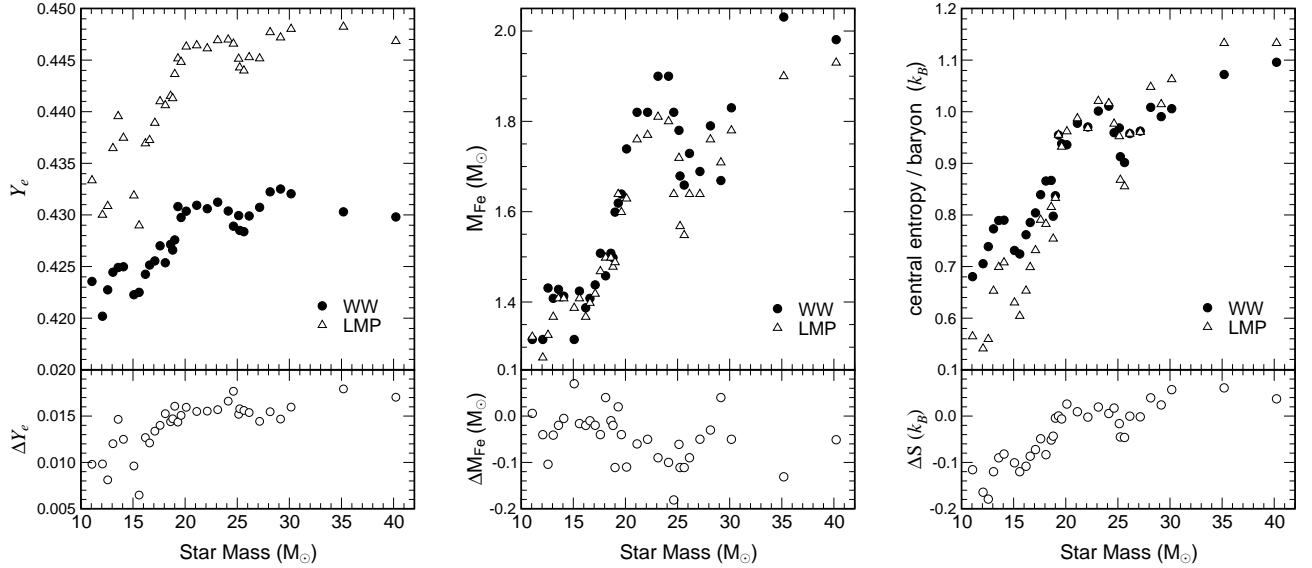 0.450
0.445
0.440
0.435
0.430
0.425
0.420
0.020
0.015
0.010
0.005
Y_e
ΔY_e
WW
LMP
10 15 20 25 30 35 40
Star Mass (M☉)
2.0
1.8
1.6
1.4
0.1
0.0
-0.1
-0.2
M_Fe (M☉)
ΔM_Fe (M☉)
WW
LMP
10 15 20 25 30 35 40
Star Mass (M☉)
1.2
1.1
1.0
0.9
0.8
0.7
0.6
0.1
0.0
-0.1
-0.2
central entropy / baryon (k_B)
ΔS (k_B)
WW
LMP
10 15 20 25 30 35 40
Star Mass (M☉)